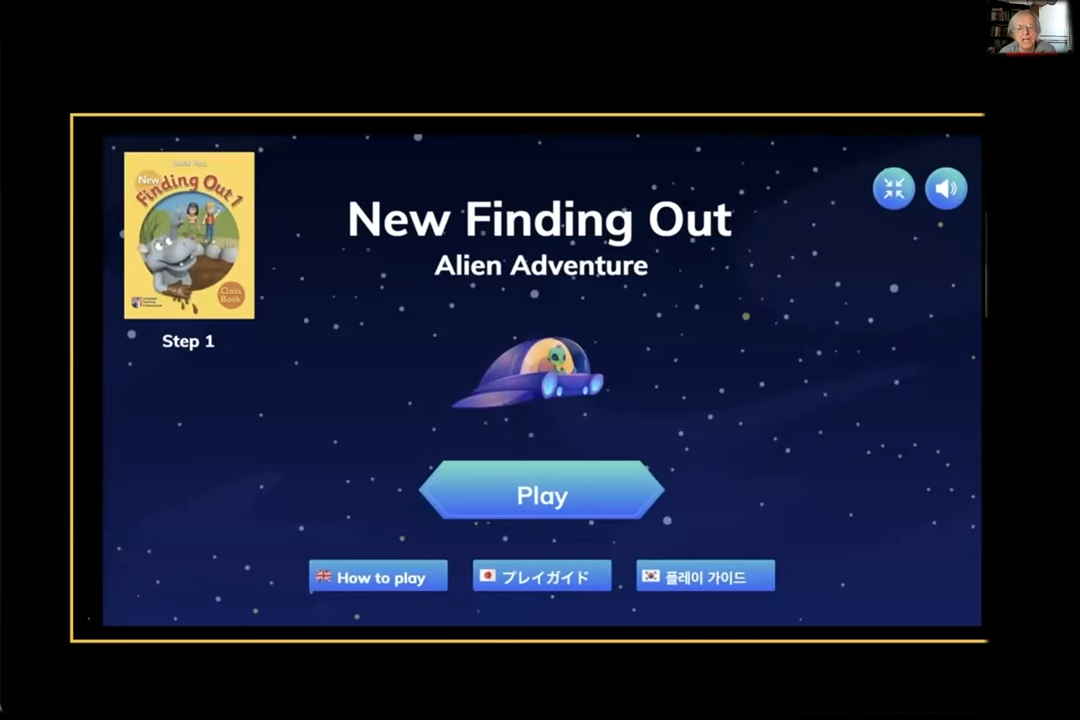 New
Finding Out 1
Class
Book
Step 1
New Finding Out
Alien Adventure
Play
How to play
プレイガイド
플레이 가이드